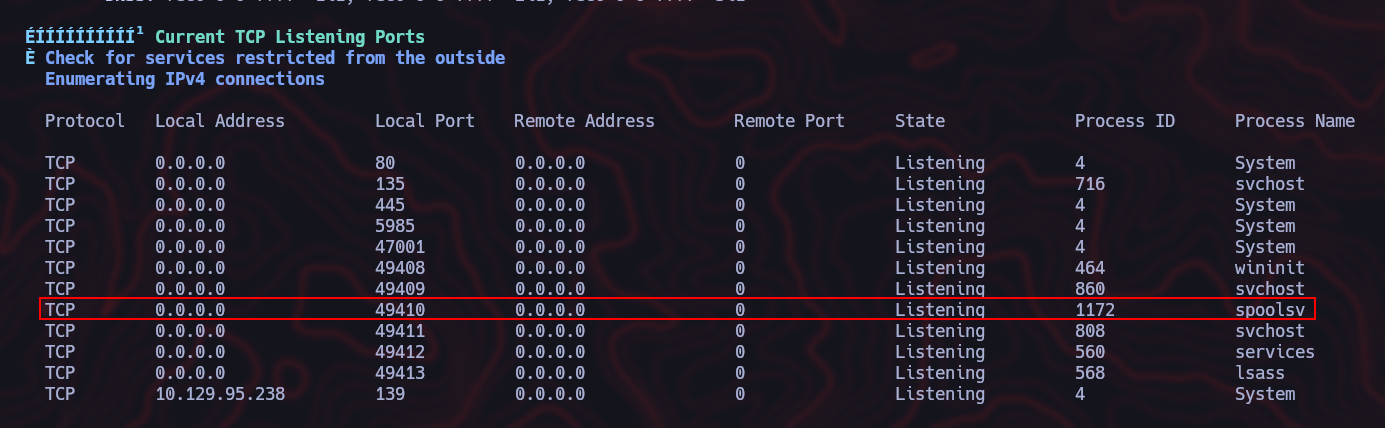 ÉÍÍÍÍÍÍÍÍÍÍ¹ Current TCP Listening Ports
È Check for services restricted from the outside
Enumerating IPv4 connections
Protocol Local Address Local Port Remote Address Remote Port State Process ID Process Name
TCP 0.0.0.0 80 0.0.0.0 0 Listening 4 System
TCP 0.0.0.0 135 0.0.0.0 0 Listening 716 svchost
TCP 0.0.0.0 445 0.0.0.0 0 Listening 4 System
TCP 0.0.0.0 5985 0.0.0.0 0 Listening 4 System
TCP 0.0.0.0 47001 0.0.0.0 0 Listening 4 System
TCP 0.0.0.0 49408 0.0.0.0 0 Listening 464 wininit
TCP 0.0.0.0 49409 0.0.0.0 0 Listening 860 svchost
TCP 0.0.0.0 49410 0.0.0.0 0 Listening 1172 spoolsv
TCP 0.0.0.0 49411 0.0.0.0 0 Listening 808 svchost
TCP 0.0.0.0 49412 0.0.0.0 0 Listening 560 services
TCP 0.0.0.0 49413 0.0.0.0 0 Listening 568 lsass
TCP 10.129.95.238 139 0.0.0.0 0 Listening 4 System